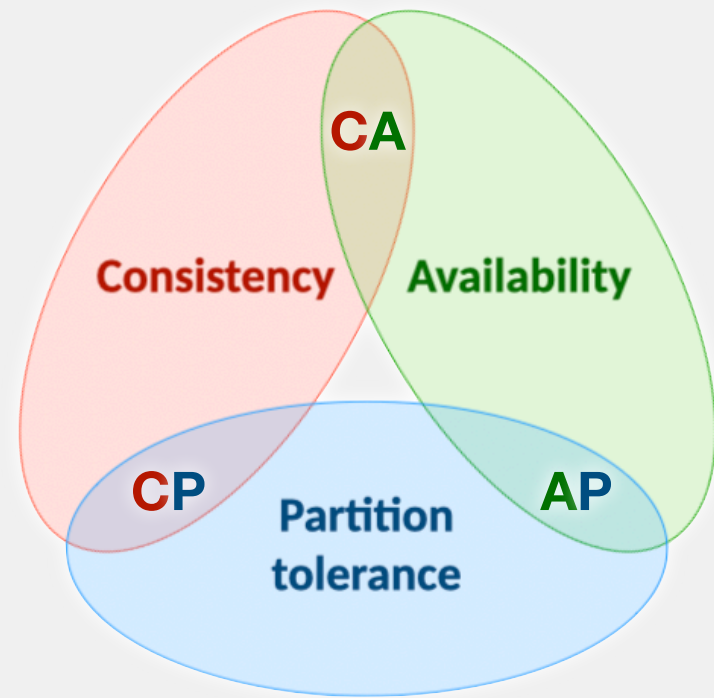 CA
Consistency
Availability
CP
AP
Partition
tolerance